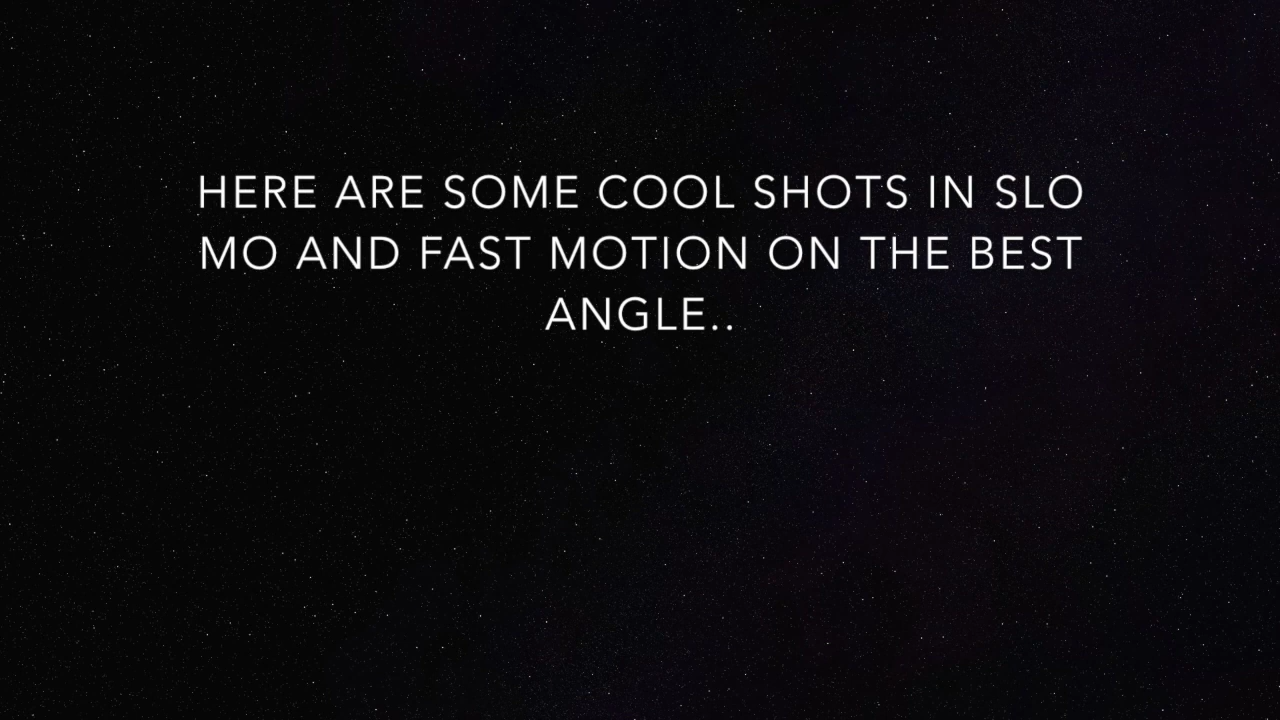 HERE ARE SOME COOL SHOTS IN SLO
MO AND FAST MOTION ON THE BEST
ANGLE..